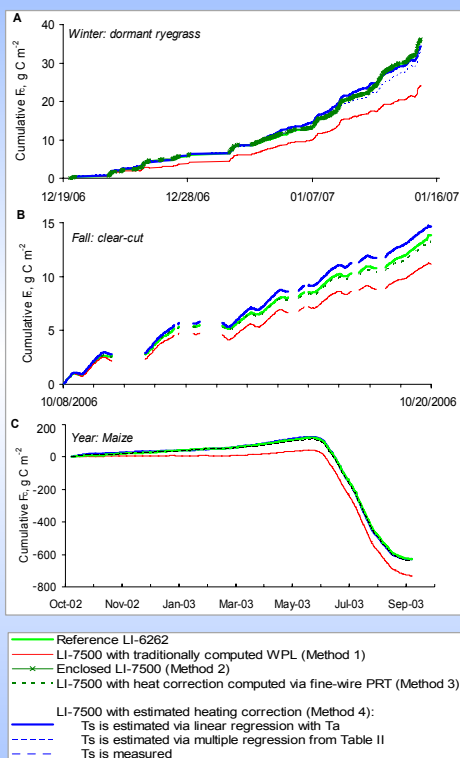 A
Winter: dormant ryegrass
Cumulative Fc, g C m-2
40
30
20
10
0
12/19/06
12/28/06
01/07/07
01/16/07
B
Fall: clear-cut
Cumulative Fc, g C m-2
15
10
5
0
10/08/2006
10/20/2006
C
Year: Maize
Cumulative Fc, g C m-2
200
0
-200
-400
-600
-800
Oct-02
Nov-02
Jan-03
Mar-03
May-03
Jul-03
Sep-03
Reference LI-6262
LI-7500 with traditionally computed WPL (Method 1)
Enclosed LI-7500 (Method 2)
LI-7500 with heat correction computed via fine-wire PRT (Method 3)
LI-7500 with estimated heating correction (Method 4):
Ts is estimated via linear regression with Ta
Ts is estimated via multiple regression from Table II
Ts is measured